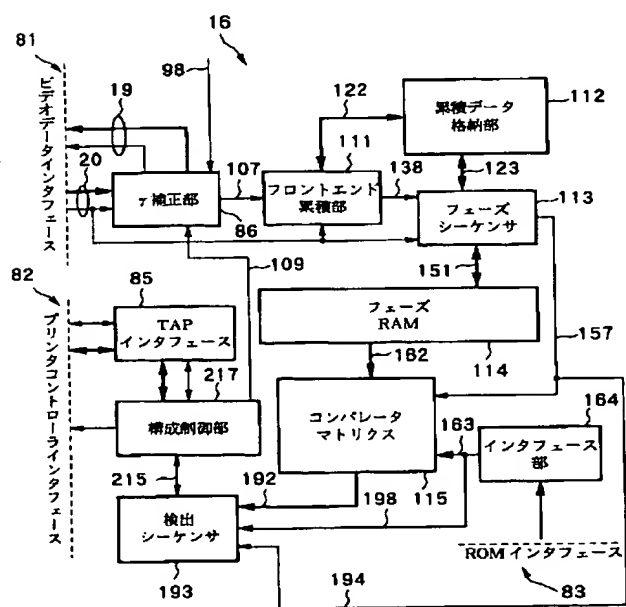 81
16
19
98
ビデオデータインタフェース
20
122
累積データ
格納部
112
111
107
フロントエンド
累積部
138
123
113
γ補正部
86
フェーズ
シーケンサ
109
151
82
85
プリンタコントローラインタフェース
TAP
インタフェース
フェーズ
RAM
157
217
162
114
164
構成制御部
コンパレータ
マトリクス
163
インタフェース
部
215
192
115
198
検出
シーケンサ
ROMインタフェース
193
83
194